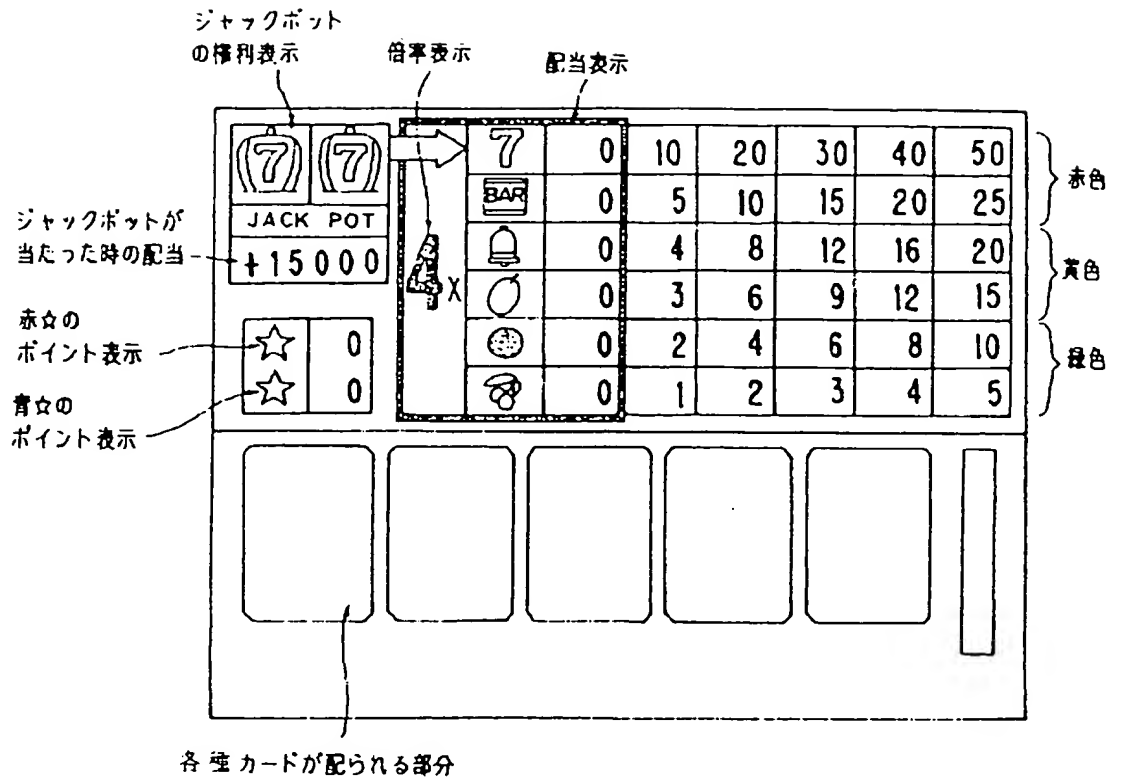 ジャックポット
の権利表示
倍率表示
配当表示
7 7
JACK POT
+15000
ジャックポットが
当たった時の配当
赤☆の
ポイント表示
☆ 0
青☆の
ポイント表示
☆ 0
4X
7 0 10 20 30 40 50
BAR 0 5 10 15 20 25
0 4 8 12 16 20
0 3 6 9 12 15
0 2 4 6 8 10
0 1 2 3 4 5
赤色
黄色
緑色
各種カードが配られる部分